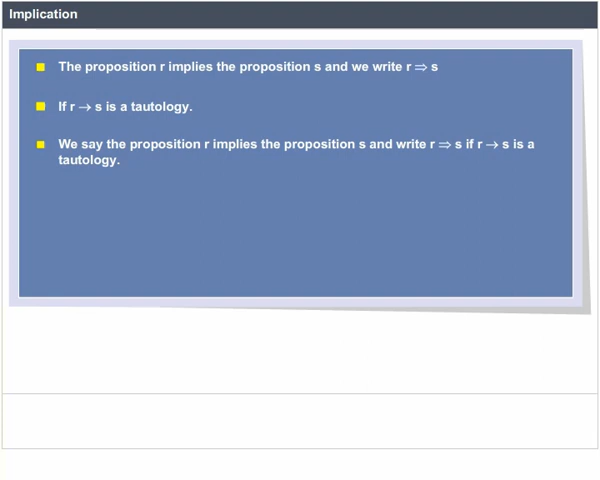 Implication
The proposition r implies the proposition s and we write r ⇒ s
If r → s is a tautology.
We say the proposition r implies the proposition s and write r ⇒ s if r → s is a
tautology.